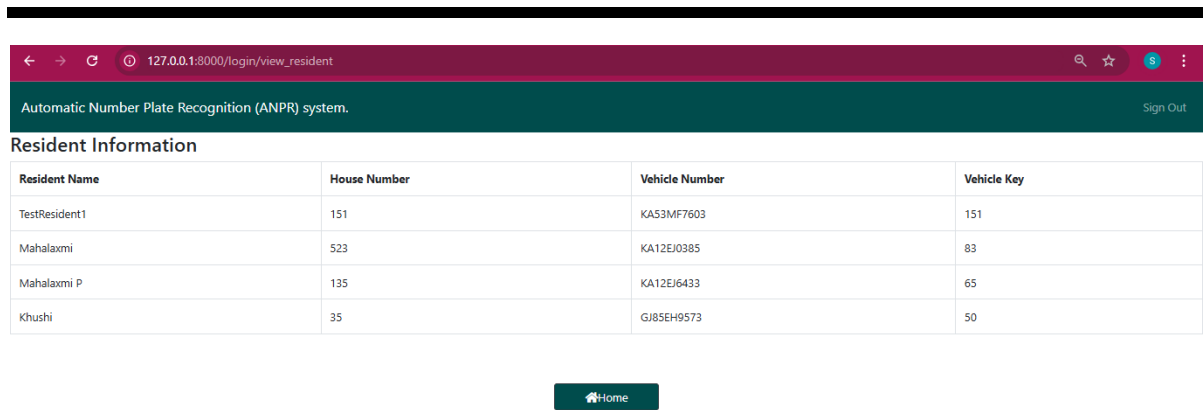 127.0.0.1:8000/login/view_resident
S
Automatic Number Plate Recognition (ANPR) system. Sign Out
Resident Information
Resident Name House Number Vehicle Number Vehicle Key
TestResident1 151 KA53MF7603 151
Mahalaxmi 523 KA12EJ0385 83
Mahalaxmi P 135 KA12EJ6433 65
Khushi 35 GJ85EH9573 50
Home